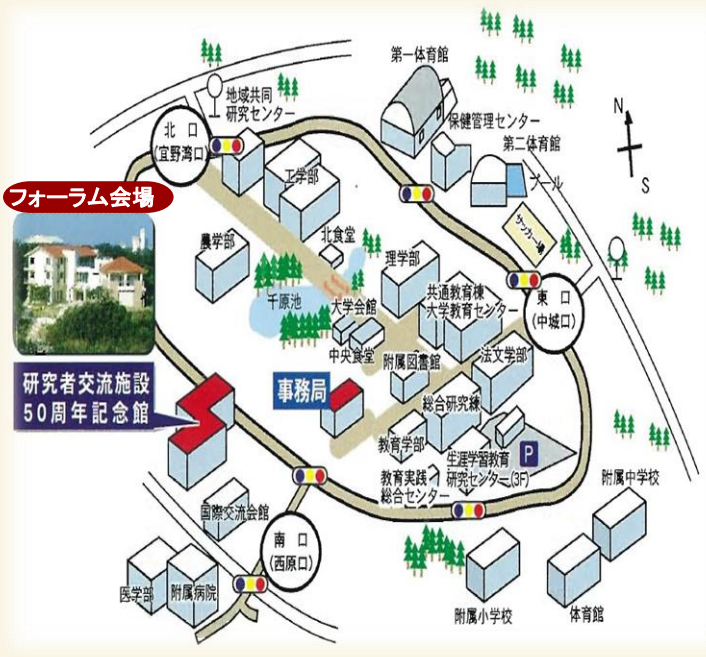 第一体育館
地域共同
研究センター
保健管理センター
北口
(宜野湾口)
第二体育館
プール
N
S
工学部
フォーラム会場
サッカー場
農学部
北食堂
理学部
千原池
大学会館
共通教育棟
大学教育センター
東口
(中城口)
中央食堂
附属図書館
法文学部
研究者交流施設
50周年記念館
事務局
総合研究練
教育学部
生涯学習教育
研究センター(3F)
P
教育実践
総合センター
附属中学校
国際交流会館
南口
(西原口)
医学部
附属病院
附属小学校
体育館